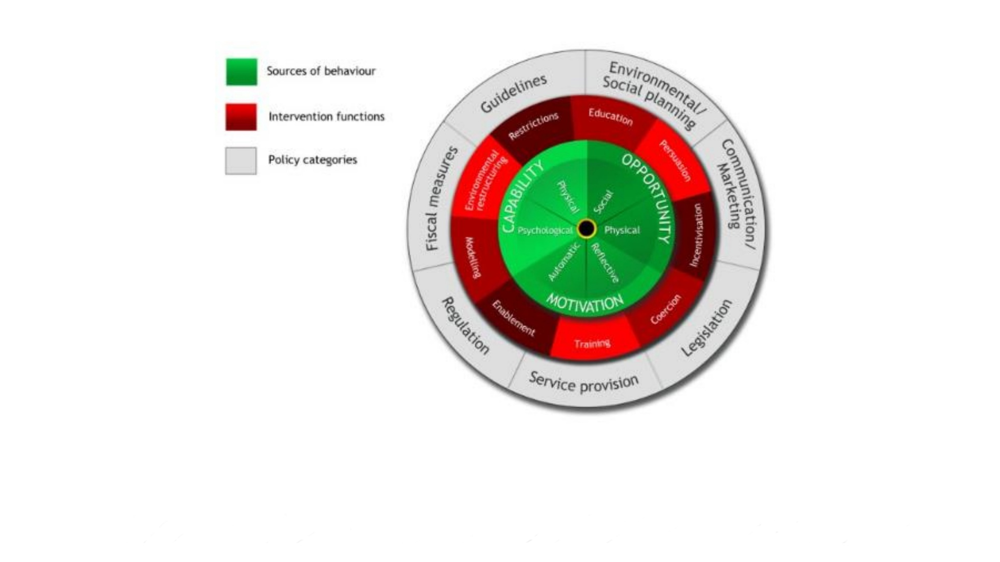 Sources of behaviour
Intervention functions
Policy categories
Guidelines
Environmental/
Social planning
Communication/
Marketing
Legislation
Service provision
Regulation
Fiscal measures
Restrictions
Education
Persuasion
Incentivisation
Coercion
Training
Enablement
Modelling
Environmental
restructuring
CAPABILITY
OPPORTUNITY
MOTIVATION
Physical
Social
Psychological
Physical
Automatic
Reflective